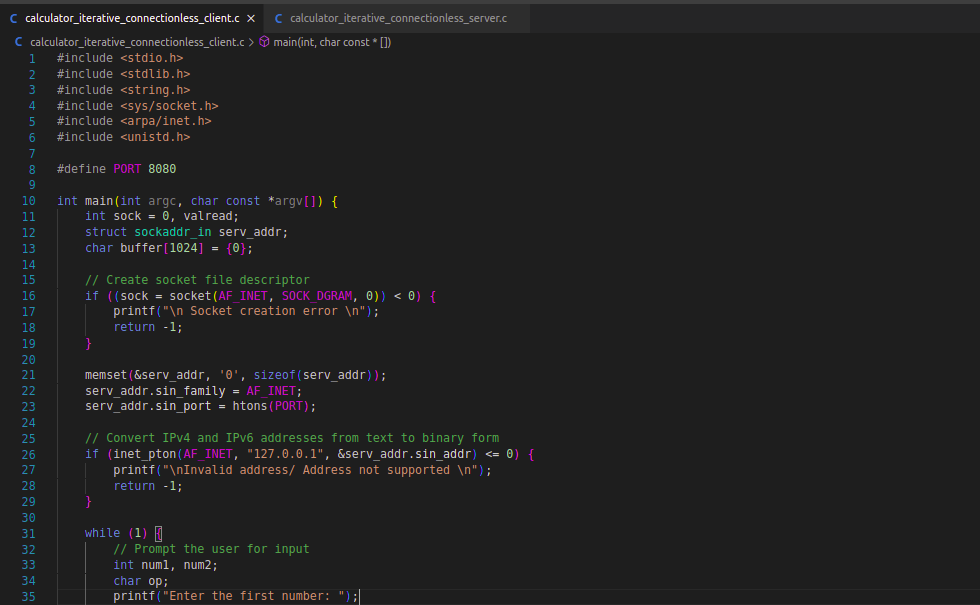 C calculator_iterative_connectionless_client.c × C calculator_iterative_connectionless_server.c
C calculator_iterative_connectionless_client.c > main(int, char const * [])
1 #include <stdio.h>
2 #include <stdlib.h>
3 #include <string.h>
4 #include <sys/socket.h>
5 #include <arpa/inet.h>
6 #include <unistd.h>
7
8 #define PORT 8080
9
10 int main(int argc, char const *argv[]) {
11     int sock = 0, valread;
12     struct sockaddr_in serv_addr;
13     char buffer[1024] = {0};
14
15     // Create socket file descriptor
16     if ((sock = socket(AF_INET, SOCK_DGRAM, 0)) < 0) {
17         printf("\n Socket creation error \n");
18         return -1;
19     }
20
21     memset(&serv_addr, '0', sizeof(serv_addr));
22     serv_addr.sin_family = AF_INET;
23     serv_addr.sin_port = htons(PORT);
24
25     // Convert IPv4 and IPv6 addresses from text to binary form
26     if (inet_pton(AF_INET, "127.0.0.1", &serv_addr.sin_addr) <= 0) {
27         printf("\nInvalid address/ Address not supported \n");
28         return -1;
29     }
30
31     while (1) {
32         // Prompt the user for input
33         int num1, num2;
34         char op;
35         printf("Enter the first number: ");